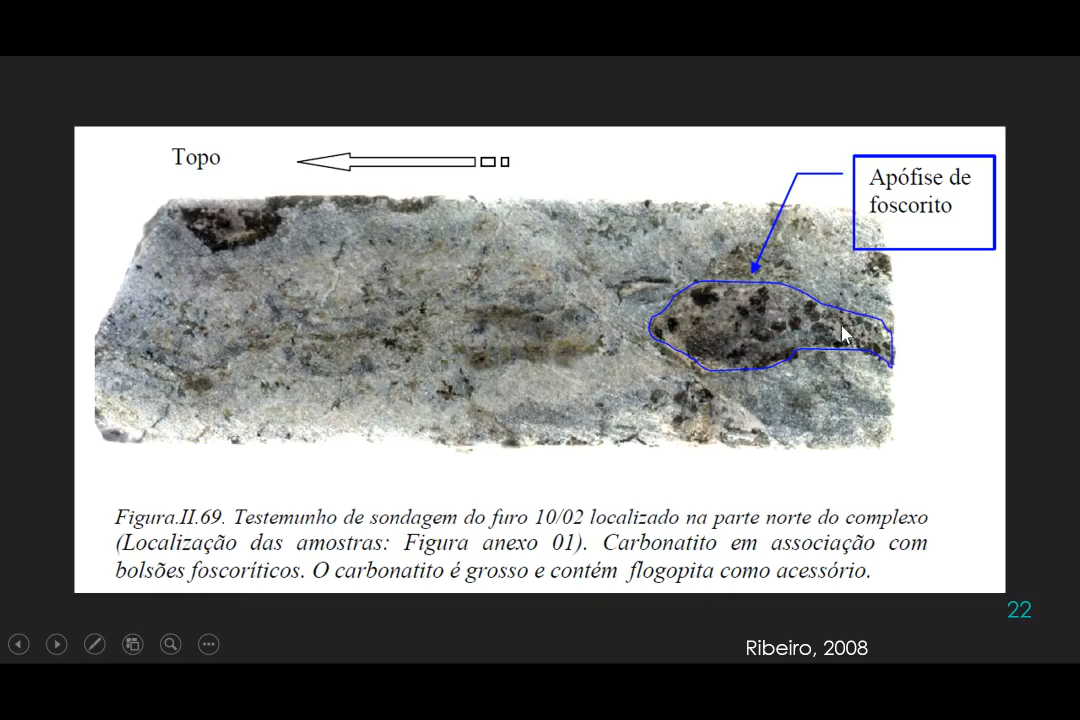 Topo
Apófise de
foscorito
Figura.II.69. Testemunho de sondagem do furo 10/02 localizado na parte norte do complexo
(Localização das amostras: Figura anexo 01). Carbonatito em associação com
bolsões foscoríticos. O carbonatito é grosso e contém flogopita como acessório.
22
Ribeiro, 2008